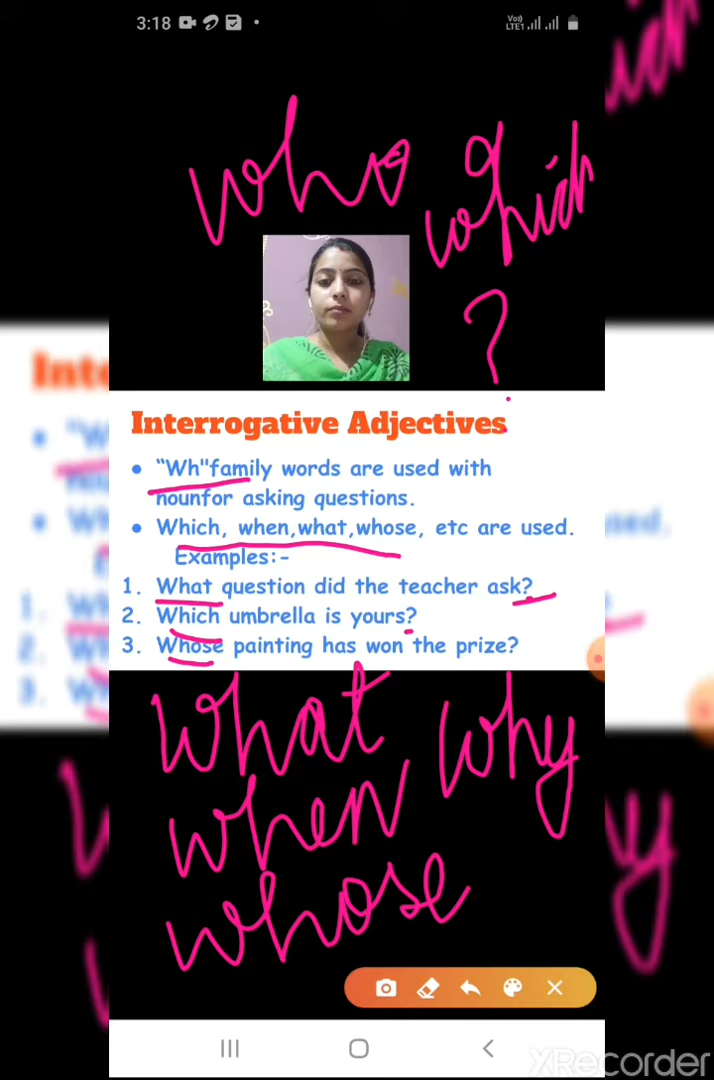 3:18
Vo))
LTE1
who which
?
Interrogative Adjectives
• “Wh"family words are used with
nounfor asking questions.
• Which, when,what,whose, etc are used.
Examples:-
1. What question did the teacher ask?
2. Which umbrella is yours?
3. Whose painting has won the prize?
what why
when
whose
XRecorder